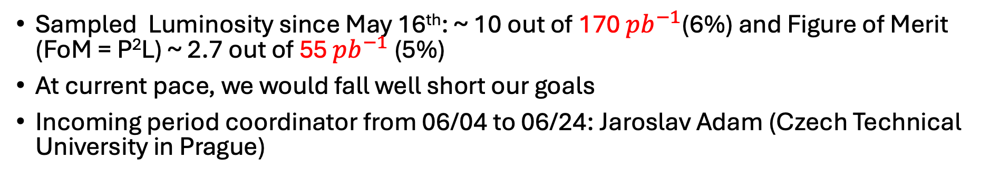 • Sampled  Luminosity since May 16ᵗʰ: ~ 10 out of 170 pb⁻¹(6%) and Figure of Merit
(FoM = P²L) ~ 2.7 out of 55 pb⁻¹ (5%)
• At current pace, we would fall well short our goals
• Incoming period coordinator from 06/04 to 06/24: Jaroslav Adam (Czech Technical
University in Prague)